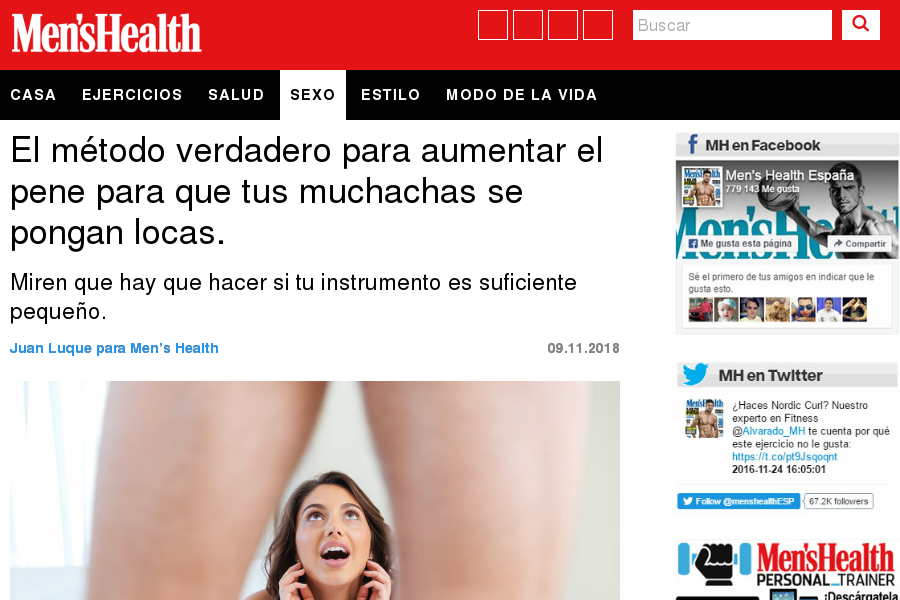 Men'sHealth
Buscar
CASA EJERCICIOS SALUD SEXO ESTILO MODO DE LA VIDA
El método verdadero para aumentar el
pene para que tus muchachas se
pongan locas.
Miren que hay que hacer si tu instrumento es suficiente
pequeño.
Juan Luque para Men's Health 09.11.2018
MH en Facebook
Men's Health España
779 143 Me gusta
Men'sHealth
Me gusta esta página
Compartir
Sé el primero de tus amigos en indicar que le
gusta esto.
MH en Twitter
¿Haces Nordic Curl? Nuestro
experto en Fitness
@Alvarado_MH te cuenta por qué
este ejercicio no le gusta:
https://t.co/pt9Jsqoqnt
2016-11-24 16:05:01
Follow @menshealthESP 67.2K followers
Men'sHealth
PERSONAL_TRAINER
¡Descárgatela